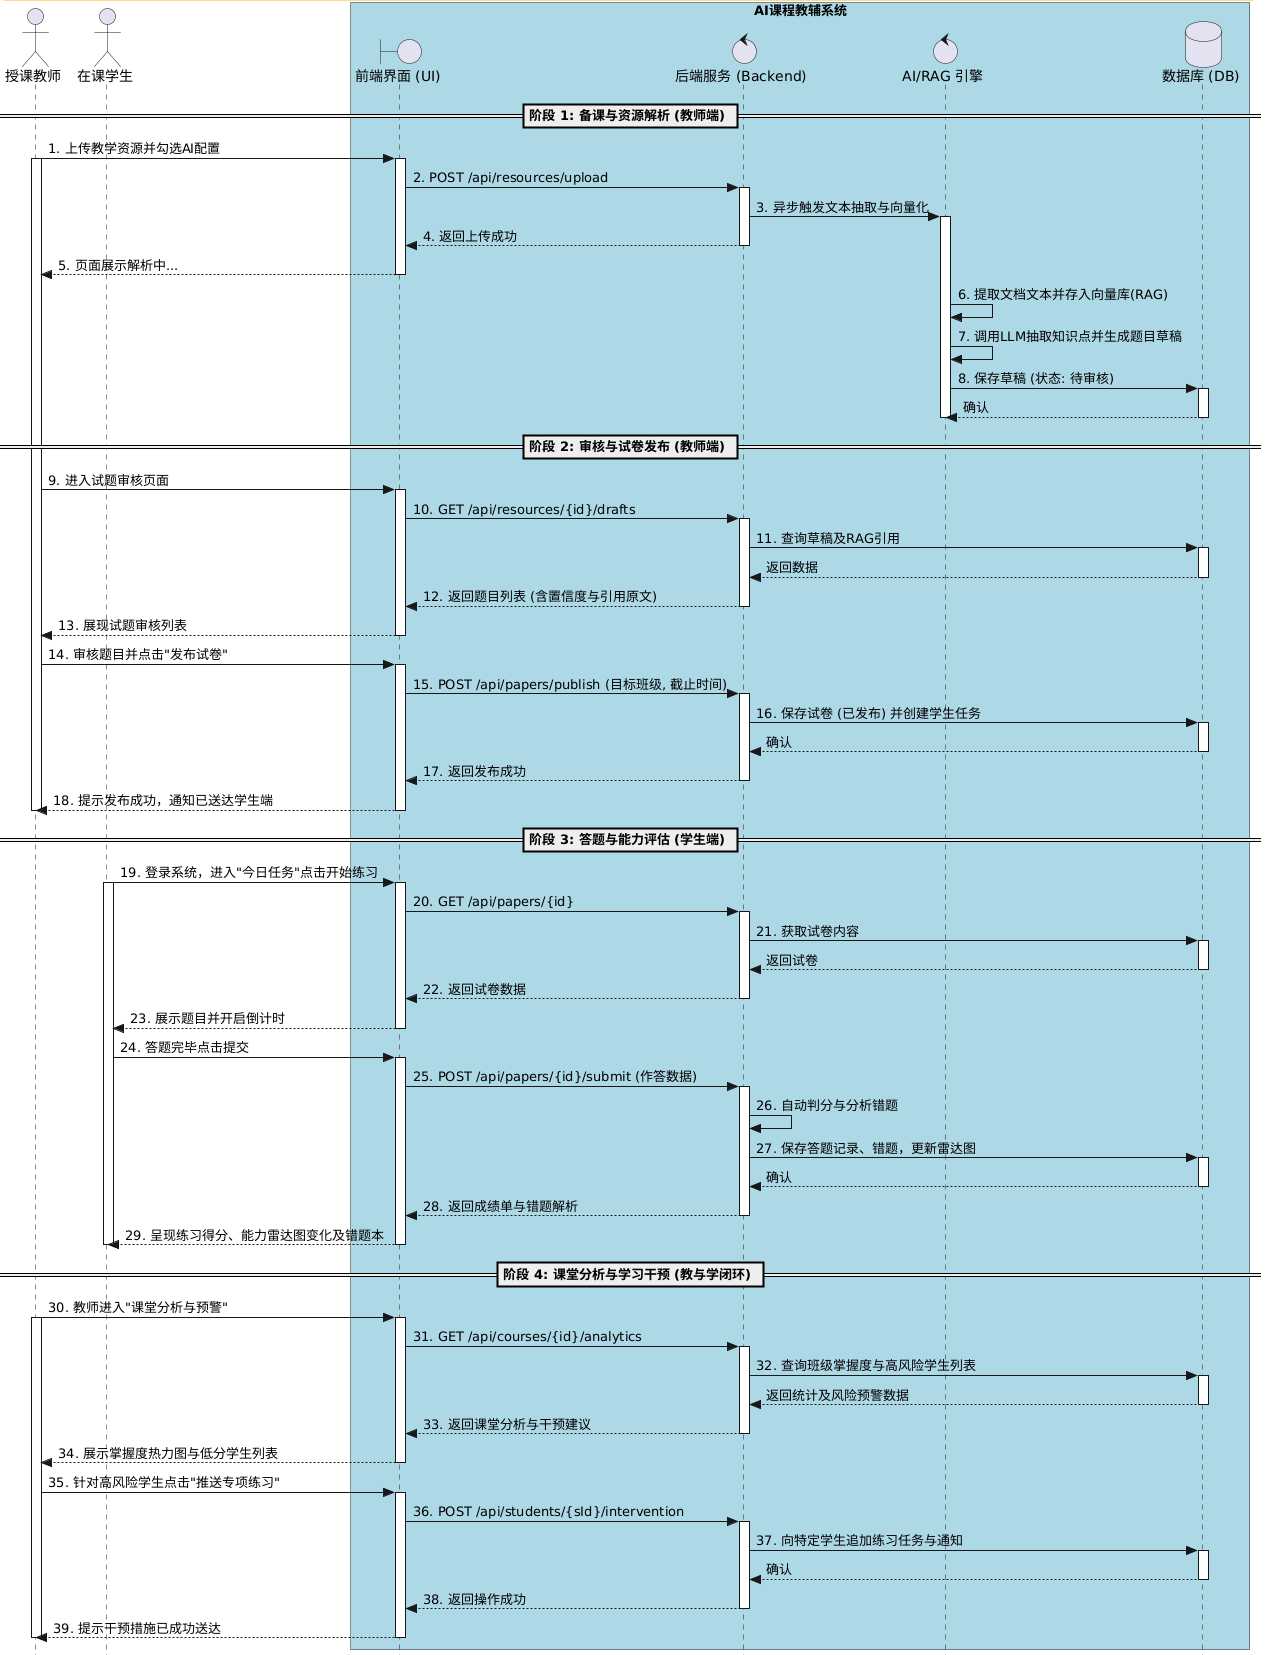 AI课程教辅系统
授课教师
在课学生
前端界面 (UI)
后端服务 (Backend)
AI/RAG 引擎
数据库 (DB)
阶段 1: 备课与资源解析 (教师端)
1. 上传教学资源并勾选AI配置
2. POST /api/resources/upload
3. 异步触发文本抽取与向量化
4. 返回上传成功
5. 页面展示解析中...
6. 提取文档文本并存入向量库(RAG)
7. 调用LLM抽取知识点并生成题目草稿
8. 保存草稿 (状态: 待审核)
确认
阶段 2: 审核与试卷发布 (教师端)
9. 进入试题审核页面
10. GET /api/resources/{id}/drafts
11. 查询草稿及RAG引用
返回数据
12. 返回题目列表 (含置信度与引用原文)
13. 展现试题审核列表
14. 审核题目并点击"发布试卷"
15. POST /api/papers/publish (目标班级, 截止时间)
16. 保存试卷 (已发布) 并创建学生任务
确认
17. 返回发布成功
18. 提示发布成功，通知已送达学生端
阶段 3: 答题与能力评估 (学生端)
19. 登录系统，进入"今日任务"点击开始练习
20. GET /api/papers/{id}
21. 获取试卷内容
返回试卷
22. 返回试卷数据
23. 展示题目并开启倒计时
24. 答题完毕点击提交
25. POST /api/papers/{id}/submit (作答数据)
26. 自动判分与分析错题
27. 保存答题记录、错题，更新雷达图
确认
28. 返回成绩单与错题解析
29. 呈现练习得分、能力雷达图变化及错题本
阶段 4: 课堂分析与学习干预 (教与学闭环)
30. 教师进入"课堂分析与预警"
31. GET /api/courses/{id}/analytics
32. 查询班级掌握度与高风险学生列表
返回统计及风险预警数据
33. 返回课堂分析与干预建议
34. 展示掌握度热力图与低分学生列表
35. 针对高风险学生点击"推送专项练习"
36. POST /api/students/{sId}/intervention
37. 向特定学生追加练习任务与通知
确认
38. 返回操作成功
39. 提示干预措施已成功送达